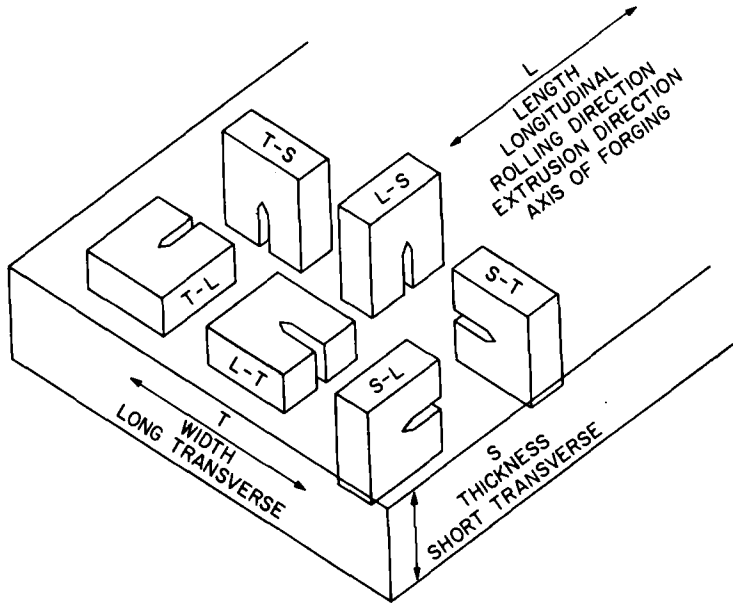 L
LENGTH
LONGITUDINAL
ROLLING DIRECTION
EXTRUSION DIRECTION
AXIS OF FORGING
T-S
L-S
S-T
T-L
L-T
S-L
T
WIDTH
LONG TRANSVERSE
S
THICKNESS
SHORT TRANSVERSE